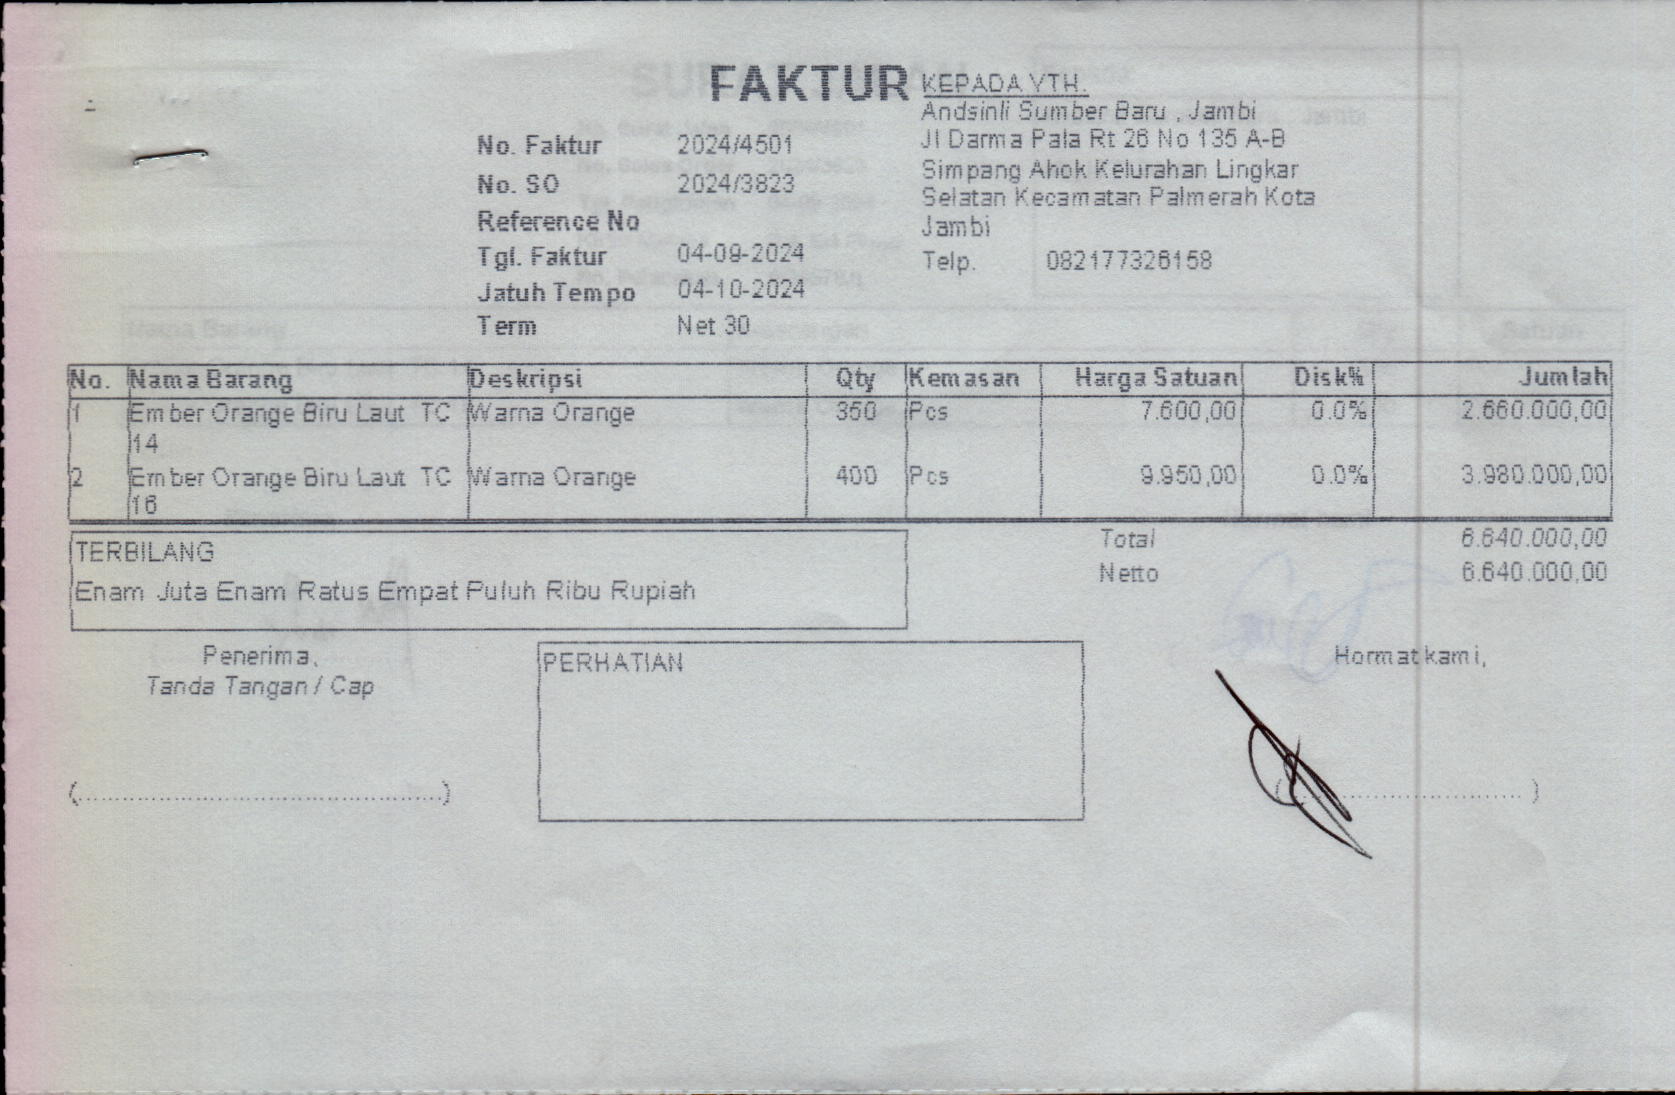 FAKTUR
KEPADA YTH.
Andsinli Sumber Baru , Jambi
Jl Darma Pala Rt 26 No 135 A-B
Simpang Ahok Kelurahan Lingkar
Selatan Kecamatan Palmerah Kota
Jambi
Telp. 082177326158
No. Faktur 2024/4501
No. SO 2024/3823
Reference No
Tgl. Faktur 04-09-2024
Jatuh Tempo 04-10-2024
Term Net 30
No. Nama Barang Deskripsi Qty Kemasan Harga Satuan Disk% Jumlah
1 Ember Orange Biru Laut TC Warna Orange 350 Pcs 7.600,00 0.0% 2.660.000,00
14
2 Ember Orange Biru Laut TC Warna Orange 400 Pcs 9.950,00 0.0% 3.980.000,00
16
Total 6.640.000,00
Netto 6.640.000,00
TERBILANG
Enam Juta Enam Ratus Empat Puluh Ribu Rupiah
Penerima,
Tanda Tangan / Cap
(..........................................)
PERHATIAN
Hormat kami,
(.............................. )